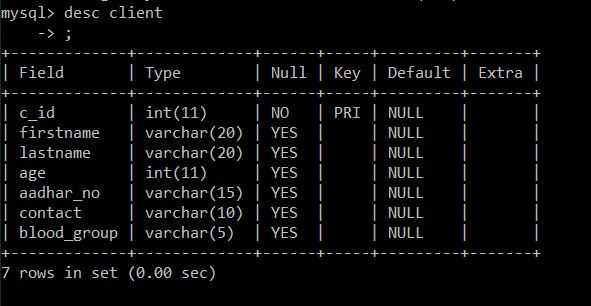 mysql> desc client
    -> ;
+-------------+-------------+------+-----+---------+-------+
| Field       | Type        | Null | Key | Default | Extra |
+-------------+-------------+------+-----+---------+-------+
| c_id        | int(11)     | NO   | PRI | NULL    |       |
| firstname   | varchar(20) | YES  |     | NULL    |       |
| lastname    | varchar(20) | YES  |     | NULL    |       |
| age         | int(11)     | YES  |     | NULL    |       |
| aadhar_no   | varchar(15) | YES  |     | NULL    |       |
| contact     | varchar(10) | YES  |     | NULL    |       |
| blood_group | varchar(5)  | YES  |     | NULL    |       |
+-------------+-------------+------+-----+---------+-------+
7 rows in set (0.00 sec)